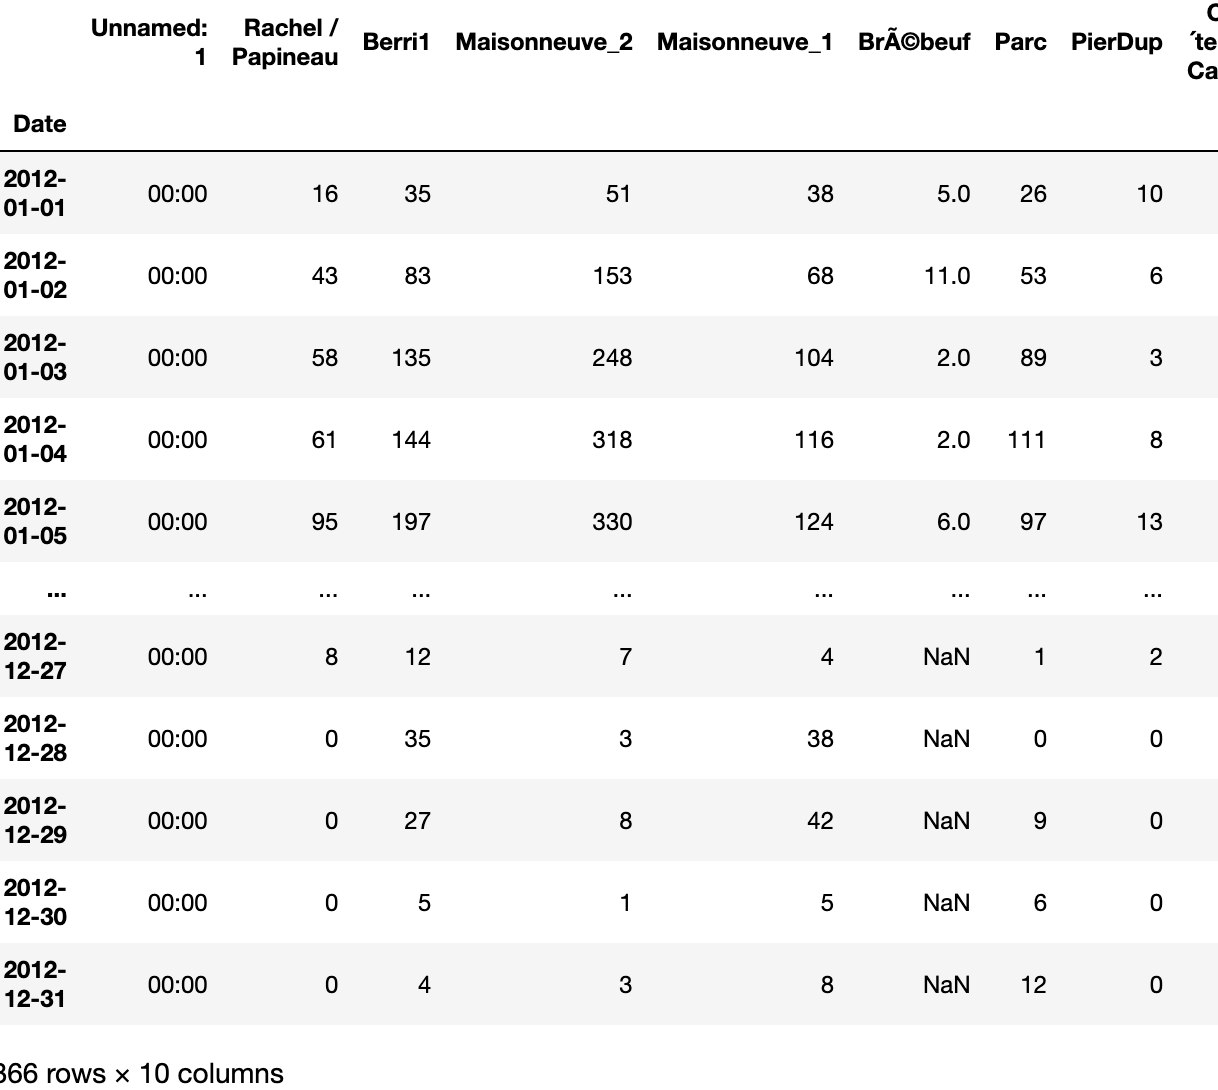 Unnamed: 1 Rachel / Papineau Berri1 Maisonneuve_2 Maisonneuve_1 BrÃ©beuf Parc PierDup
Date
2012-01-01 00:00 16 35 51 38 5.0 26 10
2012-01-02 00:00 43 83 153 68 11.0 53 6
2012-01-03 00:00 58 135 248 104 2.0 89 3
2012-01-04 00:00 61 144 318 116 2.0 111 8
2012-01-05 00:00 95 197 330 124 6.0 97 13
... ... ... ... ... ... ... ... ...
2012-12-27 00:00 8 12 7 4 NaN 1 2
2012-12-28 00:00 0 35 3 38 NaN 0 0
2012-12-29 00:00 0 27 8 42 NaN 9 0
2012-12-30 00:00 0 5 1 5 NaN 6 0
2012-12-31 00:00 0 4 3 8 NaN 12 0
366 rows × 10 columns